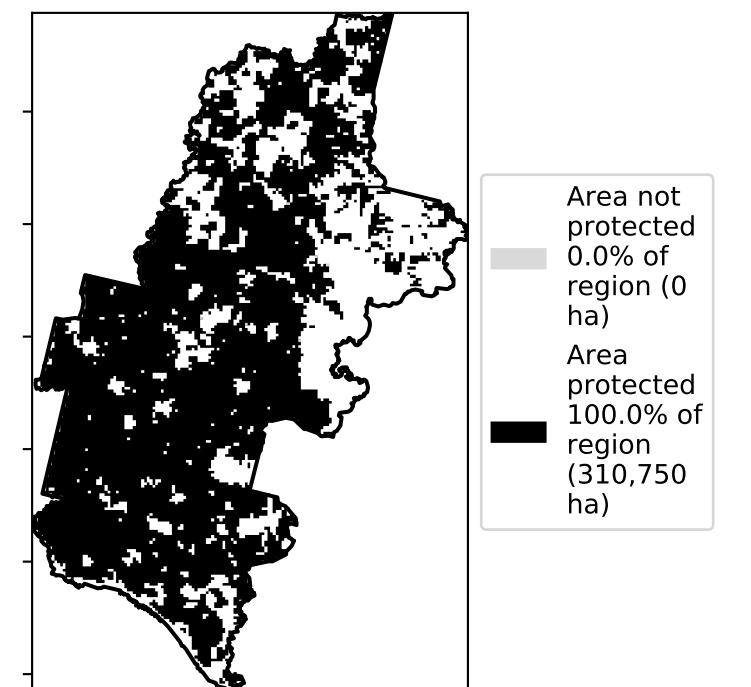 Area not
protected
0.0% of
region (0
ha)
Area
protected
100.0% of
region
(310,750
ha)